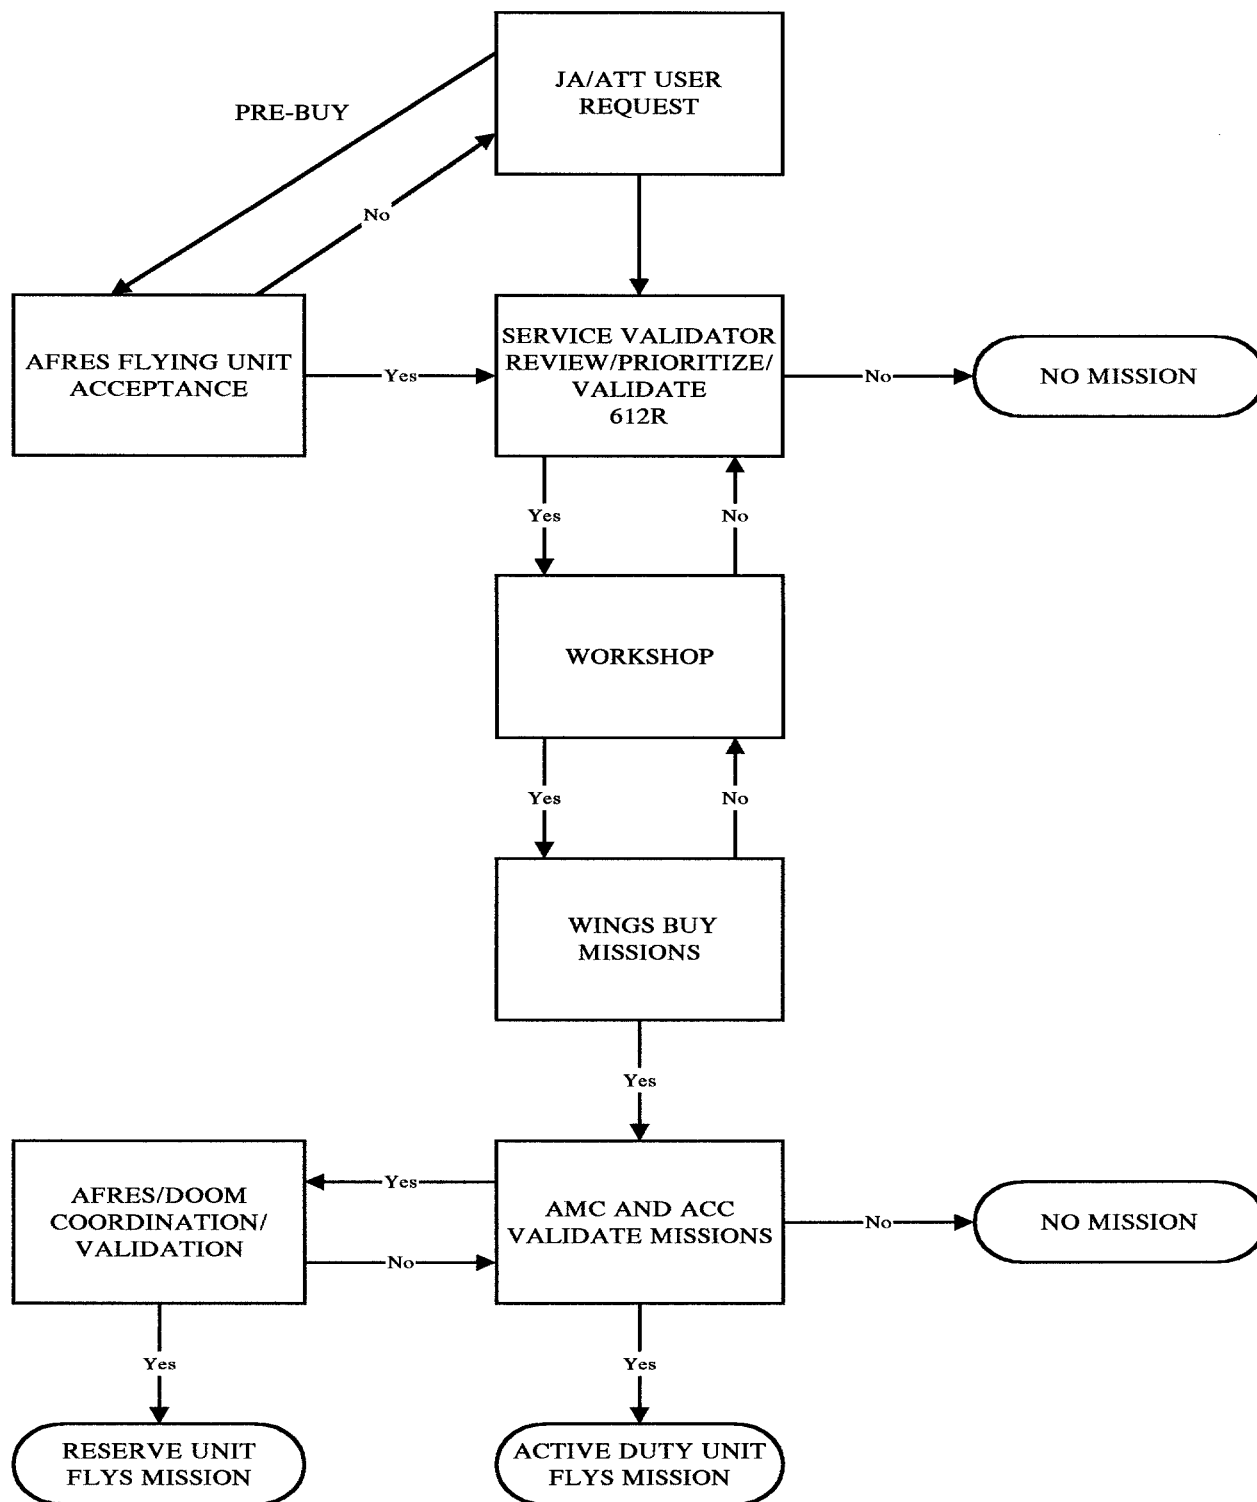 JA/ATT USER
REQUEST
PRE-BUY
No
AFRES FLYING UNIT
ACCEPTANCE
Yes
SERVICE VALIDATOR
REVIEW/PRIORITIZE/
VALIDATE
612R
No
NO MISSION
Yes
No
WORKSHOP
Yes
No
WINGS BUY
MISSIONS
Yes
AFRES/DOOM
COORDINATION/
VALIDATION
Yes
No
AMC AND ACC
VALIDATE MISSIONS
No
NO MISSION
Yes
Yes
RESERVE UNIT
FLYS MISSION
ACTIVE DUTY UNIT
FLYS MISSION